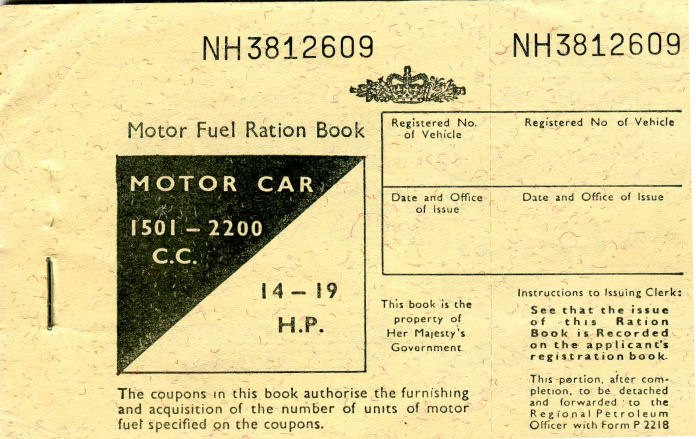 NH3812609
NH3812609
Motor Fuel Ration Book
MOTOR CAR
1501 – 2200
C.C.
14 – 19
H.P.
The coupons in this book authorise the furnishing
and acquisition of the number of units of motor
fuel specified on the coupons.
Registered No.
of Vehicle
Registered No of Vehicle
Date and Office
of Issue
Date and Office of Issue
This book is the
property of
Her Majesty's
Government
Instructions to Issuing Clerk:
See that the issue
of this Ration
Book is Recorded
on the applicant's
registration book.
This portion, after com-
pletion, to be detached
and forwarded to the
Regional Petroleum
Officer with Form P 2218